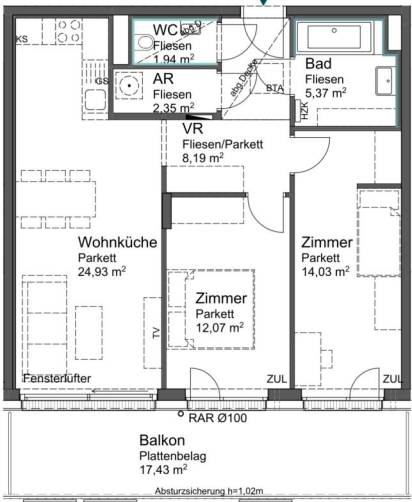 WC
Fliesen
1.94 m²
abg.D
KS
GS
AR
Fliesen
2.35 m²
abg.Decke
BTA
HZK
Bad
Fliesen
5,37 m²
VR
Fliesen/Parkett
8,19 m²
Wohnküche
Parkett
24,93 m²
Zimmer
Parkett
14,03 m²
Zimmer
Parkett
12,07 m²
TV
Fensterlüfter
ZUL
ZUL
RAR Ø100
Balkon
Plattenbelag
17,43 m²
Absturzsicherung h=1,02m